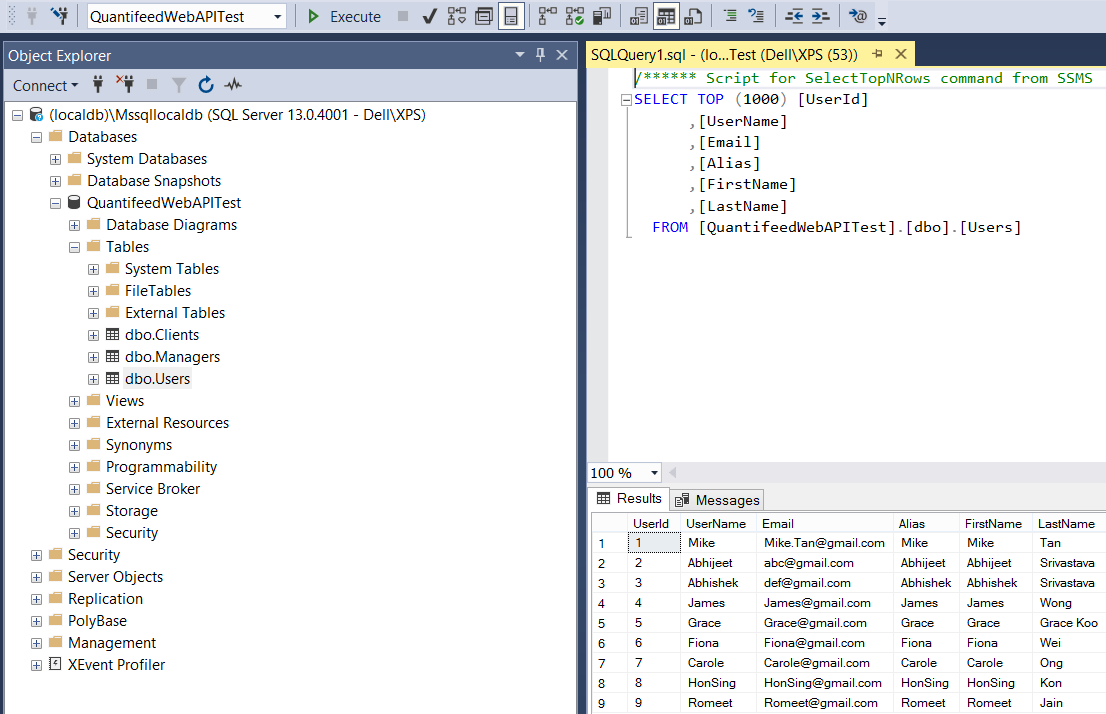 QuantifeedWebAPITest
Execute
Object Explorer
Connect
(localdb)\Mssqllocaldb (SQL Server 13.0.4001 - Dell\XPS)
Databases
System Databases
Database Snapshots
QuantifeedWebAPITest
Database Diagrams
Tables
System Tables
FileTables
External Tables
dbo.Clients
dbo.Managers
dbo.Users
Views
External Resources
Synonyms
Programmability
Service Broker
Storage
Security
Security
Server Objects
Replication
PolyBase
Management
XEvent Profiler
SQLQuery1.sql - (lo...Test (Dell\XPS (53))
/****** Script for SelectTopNRows command from SSMS
SELECT TOP (1000) [UserId]
,[UserName]
,[Email]
,[Alias]
,[FirstName]
,[LastName]
FROM [QuantifeedWebAPITest].[dbo].[Users]
100 %
Results Messages
UserId UserName Email Alias FirstName LastName
1 1 Mike Mike.Tan@gmail.com Mike Mike Tan
2 2 Abhijeet abc@gmail.com Abhijeet Abhijeet Srivastava
3 3 Abhishek def@gmail.com Abhishek Abhishek Srivastava
4 4 James James@gmail.com James James Wong
5 5 Grace Grace@gmail.com Grace Grace Grace Koo
6 6 Fiona Fiona@gmail.com Fiona Fiona Wei
7 7 Carole Carole@gmail.com Carole Carole Ong
8 8 HonSing HonSing@gmail.com HonSing HonSing Kon
9 9 Romeet Romeet@gmail.com Romeet Romeet Jain